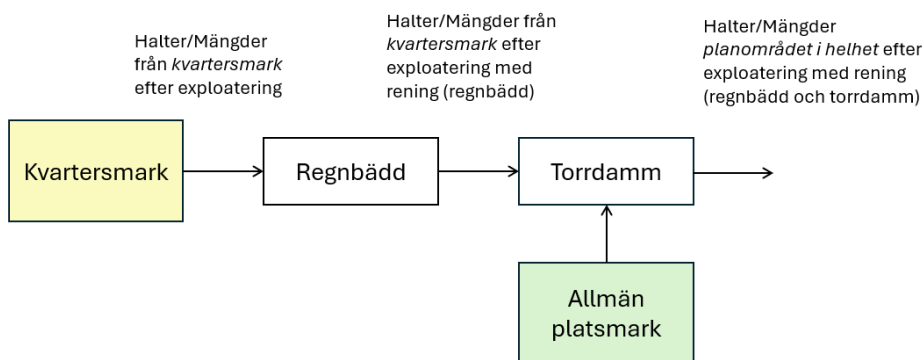 Halter/Mängder
från kvartersmark
efter exploatering
Halter/Mängder från
kvartersmark efter
exploatering med
rening (regnbädd)
Halter/Mängder
planområdet i helhet efter
exploatering med rening
(regnbädd och torrdamm)
Kvartersmark
Regnbädd
Torrdamm
Allmän
platsmark